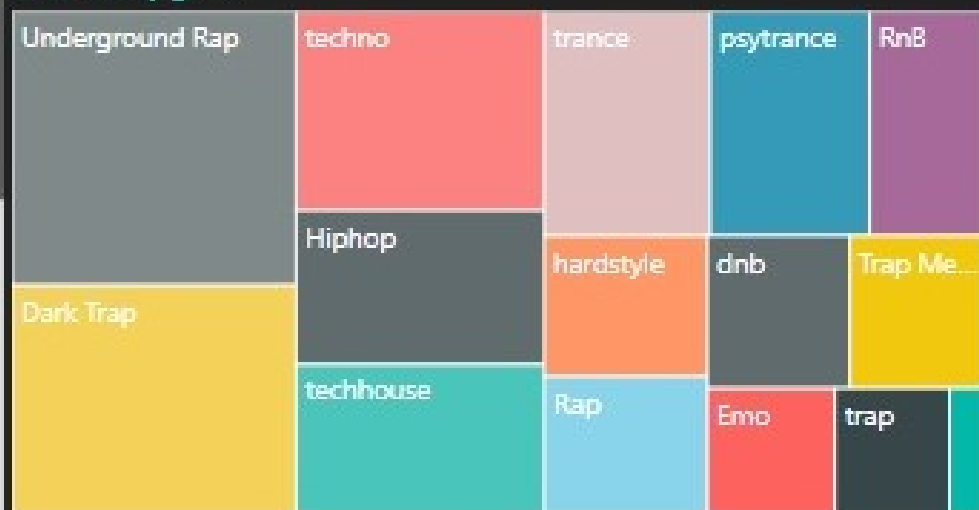 Underground Rap
techno
trance
psytrance
RnB
Hiphop
hardstyle
dnb
Trap Me...
Dark Trap
techhouse
Rap
Emo
trap